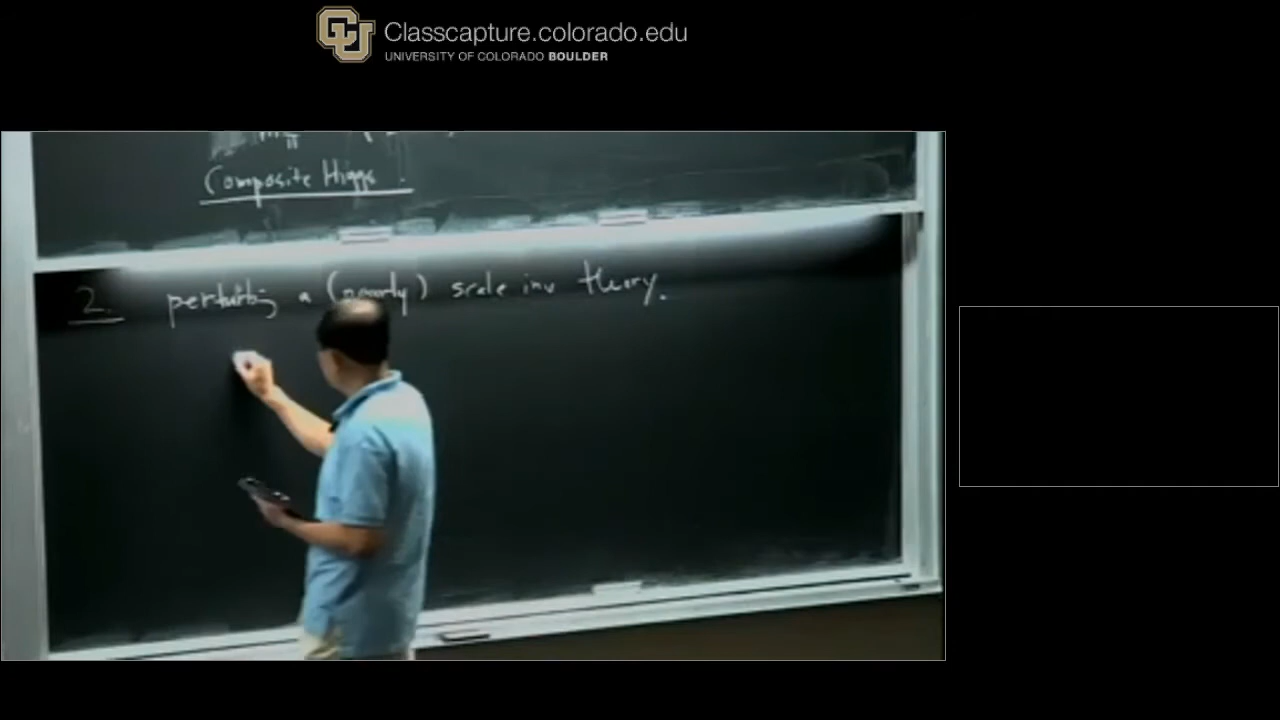 Classcapture.colorado.edu
UNIVERSITY OF COLORADO BOULDER
Composite Higgs
2. perturbing a (nearly) scale inv theory.